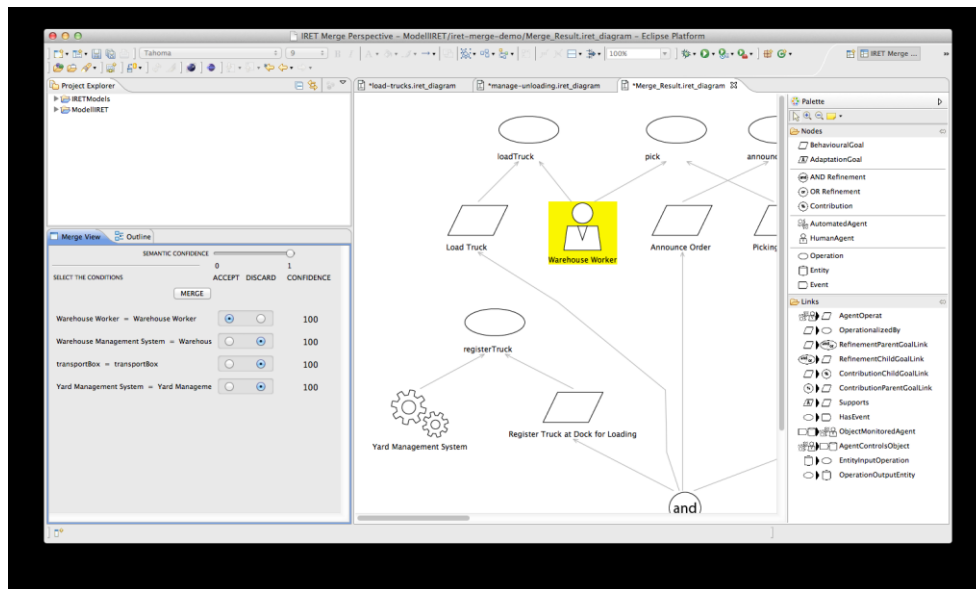 IRET Merge Perspective – ModelIIRET/iret-merge-demo/Merge_Result.iret_diagram – Eclipse Platform
Tahoma 9 100% IRET Merge ...
Project Explorer
IRETModels
ModelIIRET
*load-trucks.iret_diagram *manage-unloading.iret_diagram *Merge_Result.iret_diagram
loadTruck pick announc
Load Truck Warehouse Worker Announce Order Picking
registerTruck
Yard Management System Register Truck at Dock for Loading
and
Merge View Outline
SEMANTIC CONFIDENCE
0 1
SELECT THE CONDITIONS ACCEPT DISCARD CONFIDENCE
MERGE
Warehouse Worker = Warehouse Worker 100
Warehouse Management System = Warehous 100
transportBox = transportBox 100
Yard Management System = Yard Manageme 100
Palette
Nodes
BehaviouralGoal
AdaptationGoal
AND Refinement
OR Refinement
Contribution
AutomatedAgent
HumanAgent
Operation
Entity
Event
Links
AgentOperat
OperationalizedBy
RefinementParentGoalLink
RefinementChildGoalLink
ContributionChildGoalLink
ContributionParentGoalLink
Supports
HasEvent
ObjectMonitoredAgent
AgentControlsObject
EntityInputOperation
OperationOutputEntity